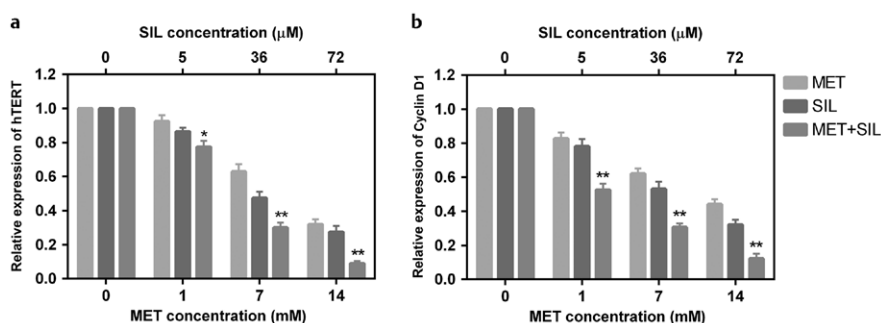 a
SIL concentration (μM)
0 5 36 72
Relative expression of hTERT
1.2
1.0
0.8
0.6
0.4
0.2
0.0
*
**
**
0 1 7 14
MET concentration (mM)
b
SIL concentration (μM)
0 5 36 72
Relative expression of Cyclin D1
1.2
1.0
0.8
0.6
0.4
0.2
0.0
**
**
**
0 1 7 14
MET concentration (mM)
MET
SIL
MET+SIL